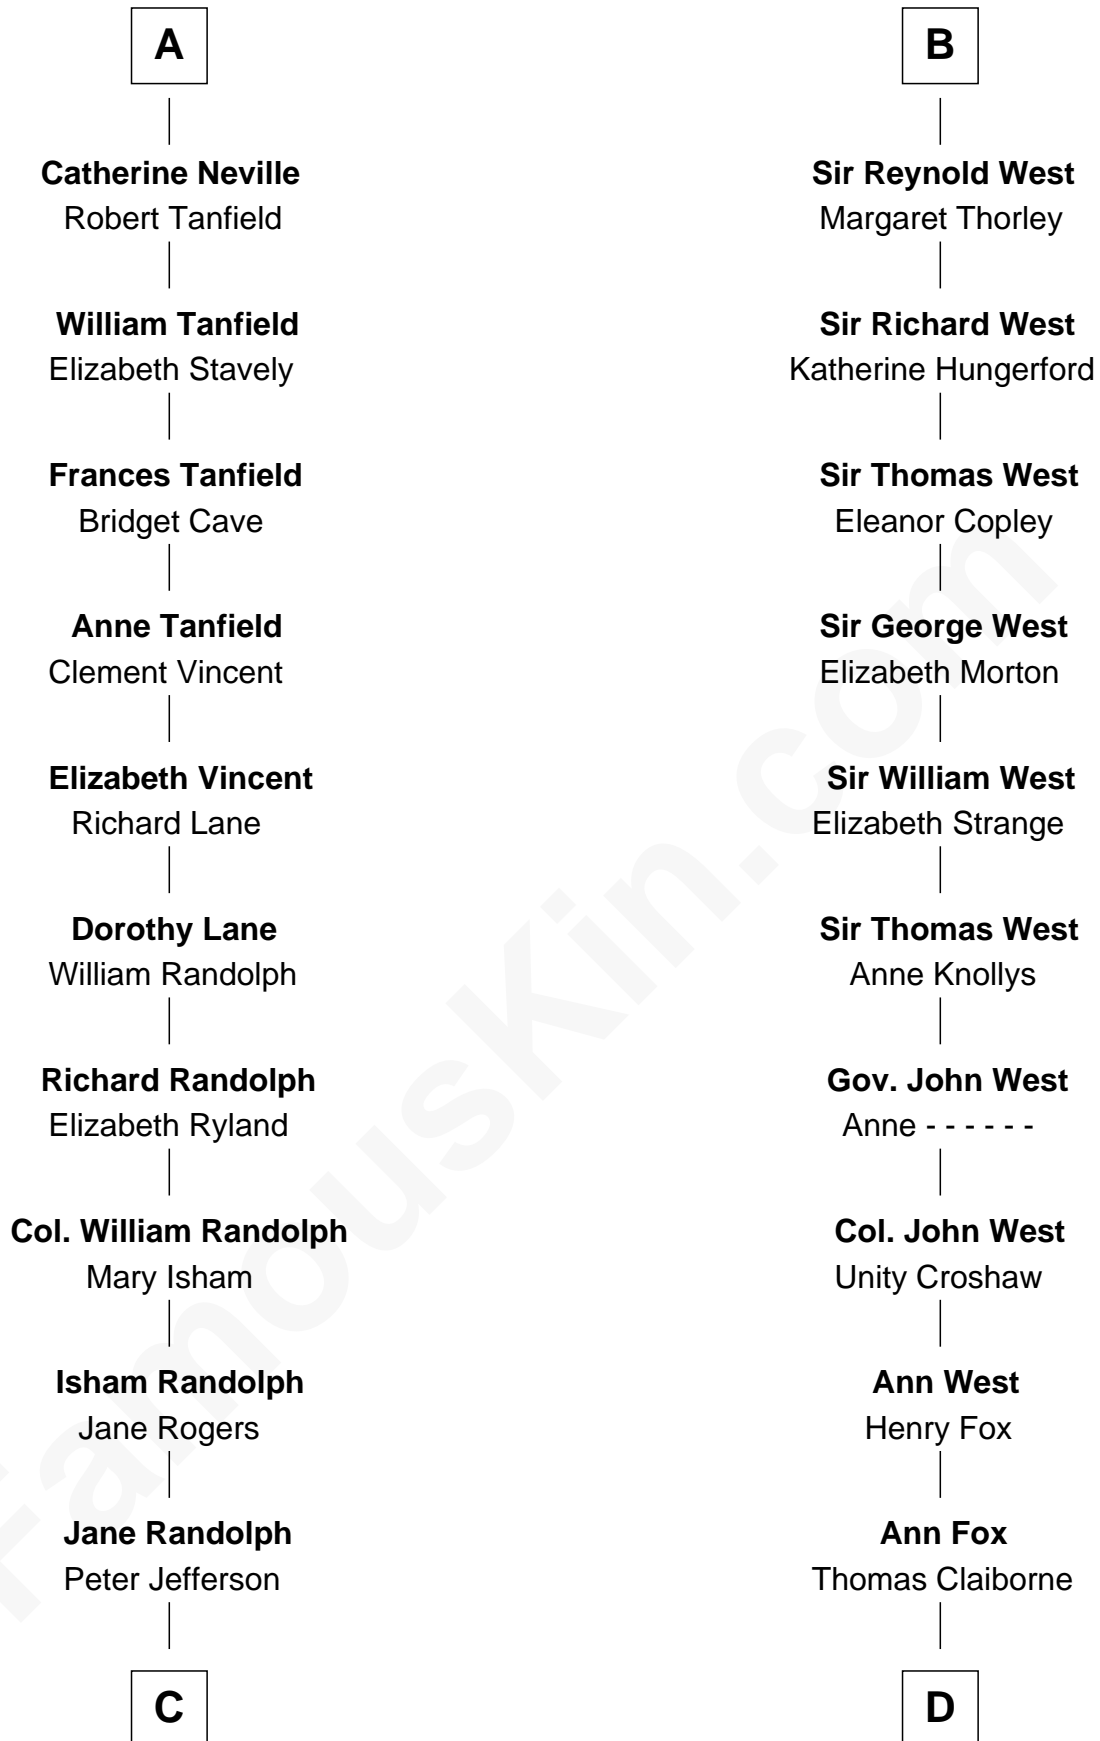 A
Catherine Neville
Robert Tanfield
William Tanfield
Elizabeth Stavely
Frances Tanfield
Bridget Cave
Anne Tanfield
Clement Vincent
Elizabeth Vincent
Richard Lane
Dorothy Lane
William Randolph
Richard Randolph
Elizabeth Ryland
Col. William Randolph
Mary Isham
Isham Randolph
Jane Rogers
Jane Randolph
Peter Jefferson
C
B
Sir Reynold West
Margaret Thorley
Sir Richard West
Katherine Hungerford
Sir Thomas West
Eleanor Copley
Sir George West
Elizabeth Morton
Sir William West
Elizabeth Strange
Sir Thomas West
Anne Knollys
Gov. John West
Anne - - - - - -
Col. John West
Unity Croshaw
Ann West
Henry Fox
Ann Fox
Thomas Claiborne
D
FamousKin.com